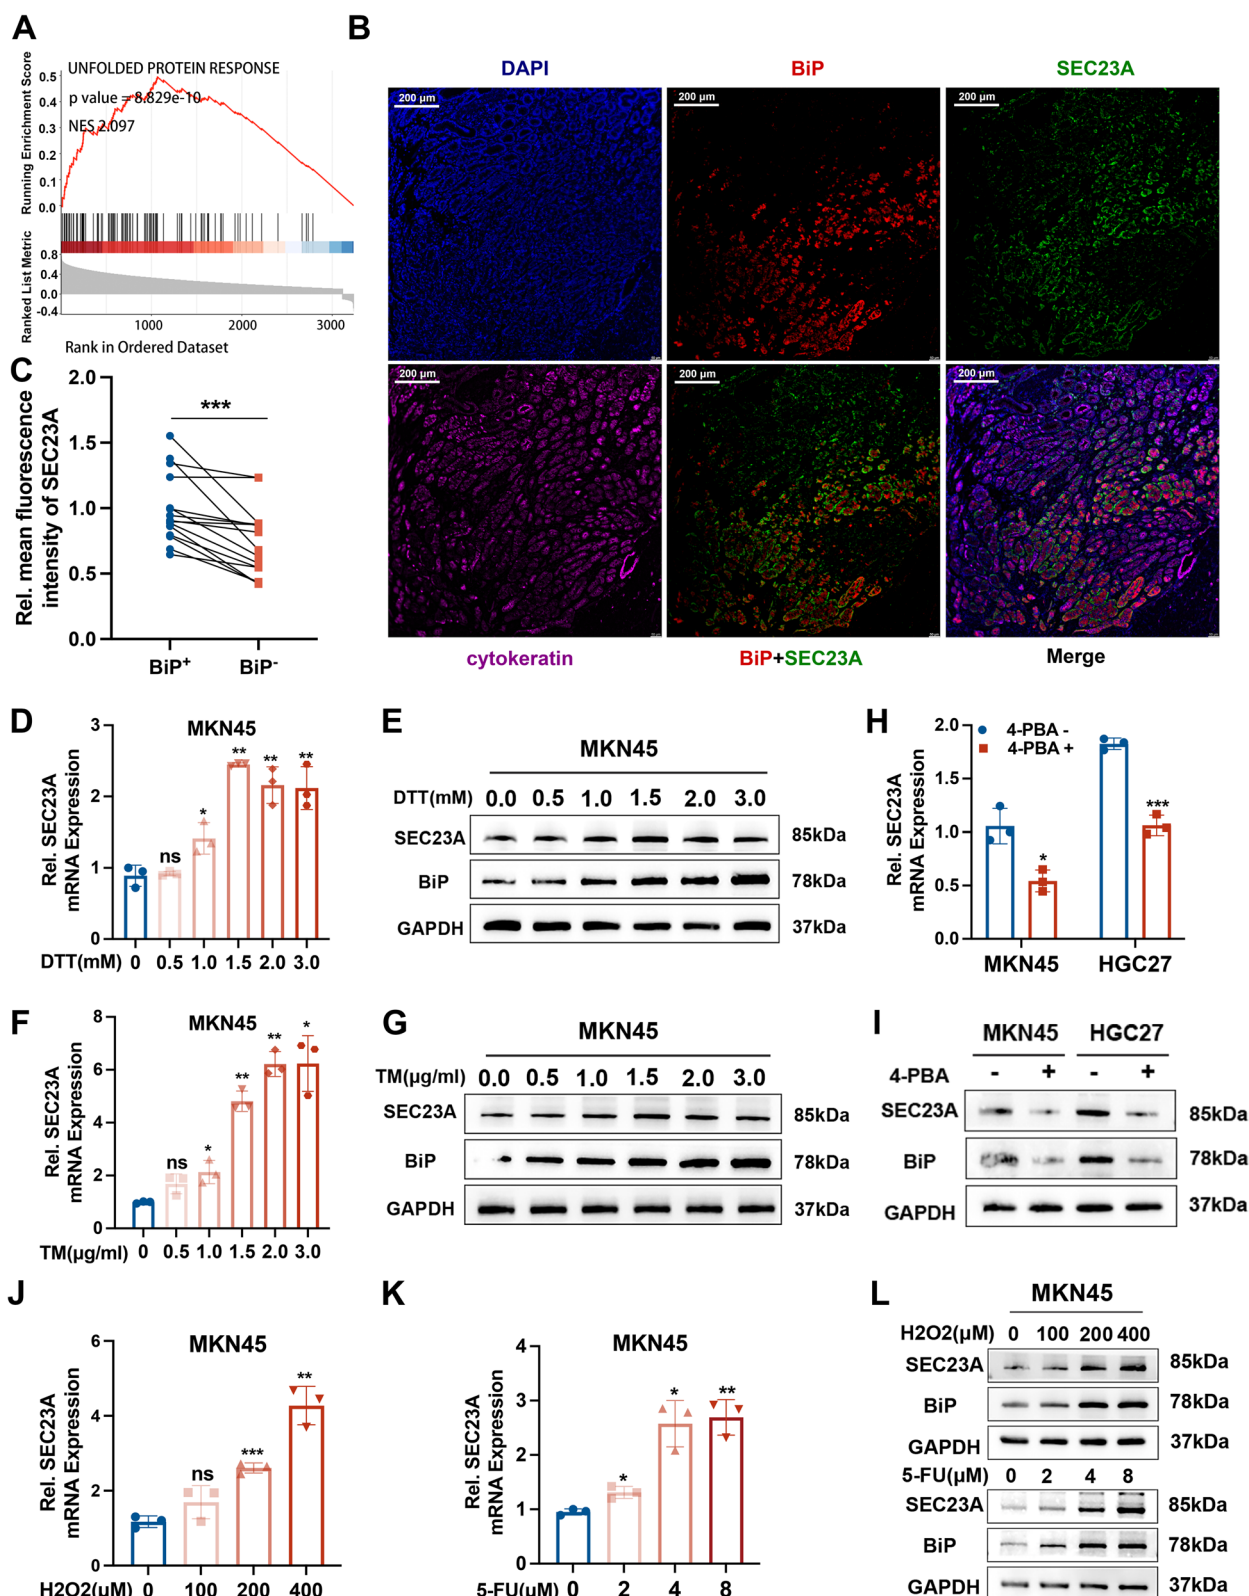 A
UNFOLDED PROTEIN RESPONSE
p value = 8.829e-10
NES 2.097
Running Enrichment Score
0.5
0.4
0.3
0.2
0.1
0.0
Ranked List Metric
0.8
0.4
0.0
-0.4
1000 2000 3000
Rank in Ordered Dataset
B
DAPI BiP SEC23A
200 μm 200 μm 200 μm
200 μm 200 μm 200 μm
cytokeratin BiP+SEC23A Merge
C
Rel. mean fluorescence
intensity of SEC23A
2.0
1.5
1.0
0.5
0.0
***
BiP+ BiP-
D
MKN45
Rel. SEC23A
mRNA Expression
3
2
1
0
ns * ** ** **
DTT(mM) 0 0.5 1.0 1.5 2.0 3.0
E
MKN45
DTT(mM) 0.0 0.5 1.0 1.5 2.0 3.0
SEC23A 85kDa
BiP 78kDa
GAPDH 37kDa
H
4-PBA -
4-PBA +
Rel. SEC23A
mRNA Expression
2.0
1.5
1.0
0.5
0.0
* ***
MKN45 HGC27
F
MKN45
Rel. SEC23A
mRNA Expression
8
6
4
2
0
ns * ** ** *
TM(μg/ml) 0 0.5 1.0 1.5 2.0 3.0
G
MKN45
TM(μg/ml) 0.0 0.5 1.0 1.5 2.0 3.0
SEC23A 85kDa
BiP 78kDa
GAPDH 37kDa
I
MKN45 HGC27
4-PBA - + - +
SEC23A 85kDa
BiP 78kDa
GAPDH 37kDa
J
MKN45
Rel. SEC23A
mRNA Expression
6
4
2
0
ns *** **
H2O2(μM) 0 100 200 400
K
MKN45
Rel. SEC23A
mRNA Expression
4
3
2
1
0
* * **
5-FU(μM) 0 2 4 8
L
MKN45
H2O2(μM) 0 100 200 400
SEC23A 85kDa
BiP 78kDa
GAPDH 37kDa
5-FU(μM) 0 2 4 8
SEC23A 85kDa
BiP 78kDa
GAPDH 37kDa